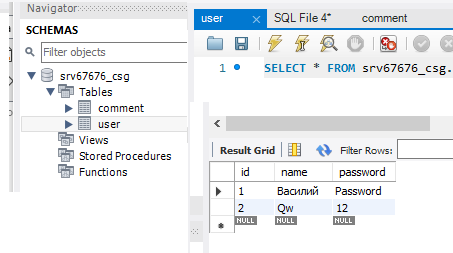 Navigator
SCHEMAS
Filter objects
srv67676_csg
Tables
comment
user
Views
Stored Procedures
Functions
user SQL File 4* comment
1 SELECT * FROM srv67676_csg.
Result Grid Filter Rows:
id name password
1 Василий Password
2 Qw 12
NULL NULL NULL